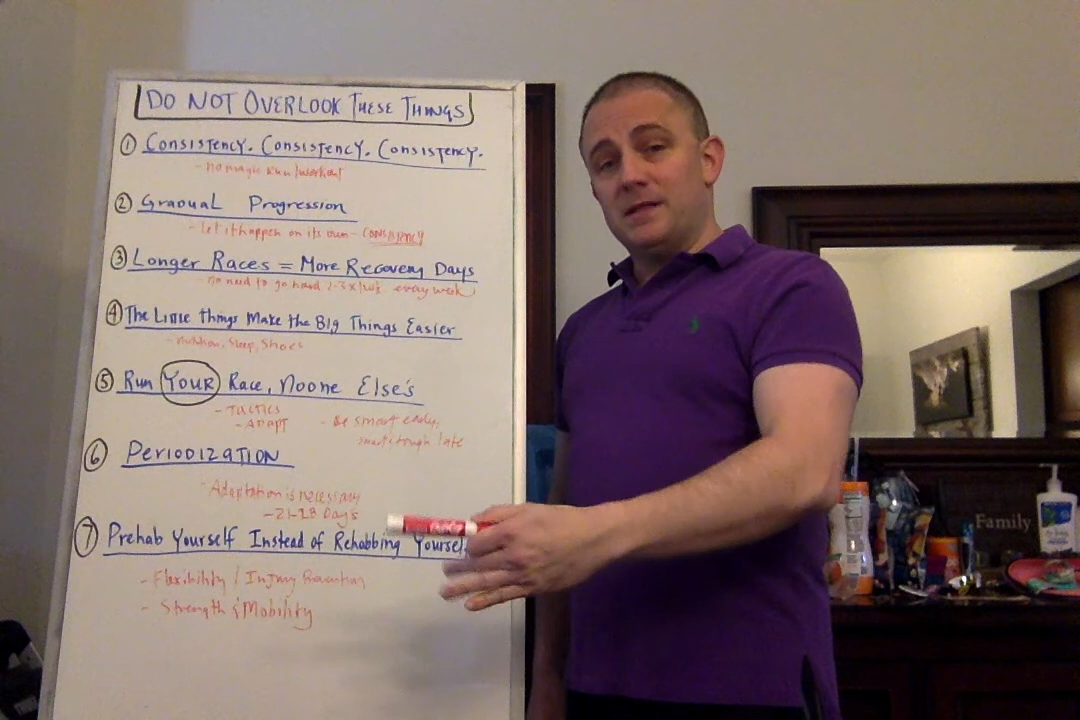 DO NOT OVERLOOK THESE THINGS
① CONSISTENCY. CONSISTENCY. CONSISTENCY.
- no magic run/workout
② GRADUAL PROGRESSION
- let it happen on its own - CONSISTENCY
③ LONGER RACES = MORE RECOVERY DAYS
no need to go hard 2-3x/wk every week
④ THE LITTLE THINGS MAKE THE BIG THINGS EASIER
- nutrition, sleep, shoes
⑤ RUN YOUR RACE, NOONE ELSE'S
- TACTICS
- ADAPT
- Be smart early,
smart/tough late
⑥ PERIODIZATION
- Adaptation is necessary
- 21-28 Days
⑦ PREHAB YOURSELF INSTEAD OF REHABBING YOURSELF
- Flexibility / Injury Prevention
- Strength & Mobility
Family